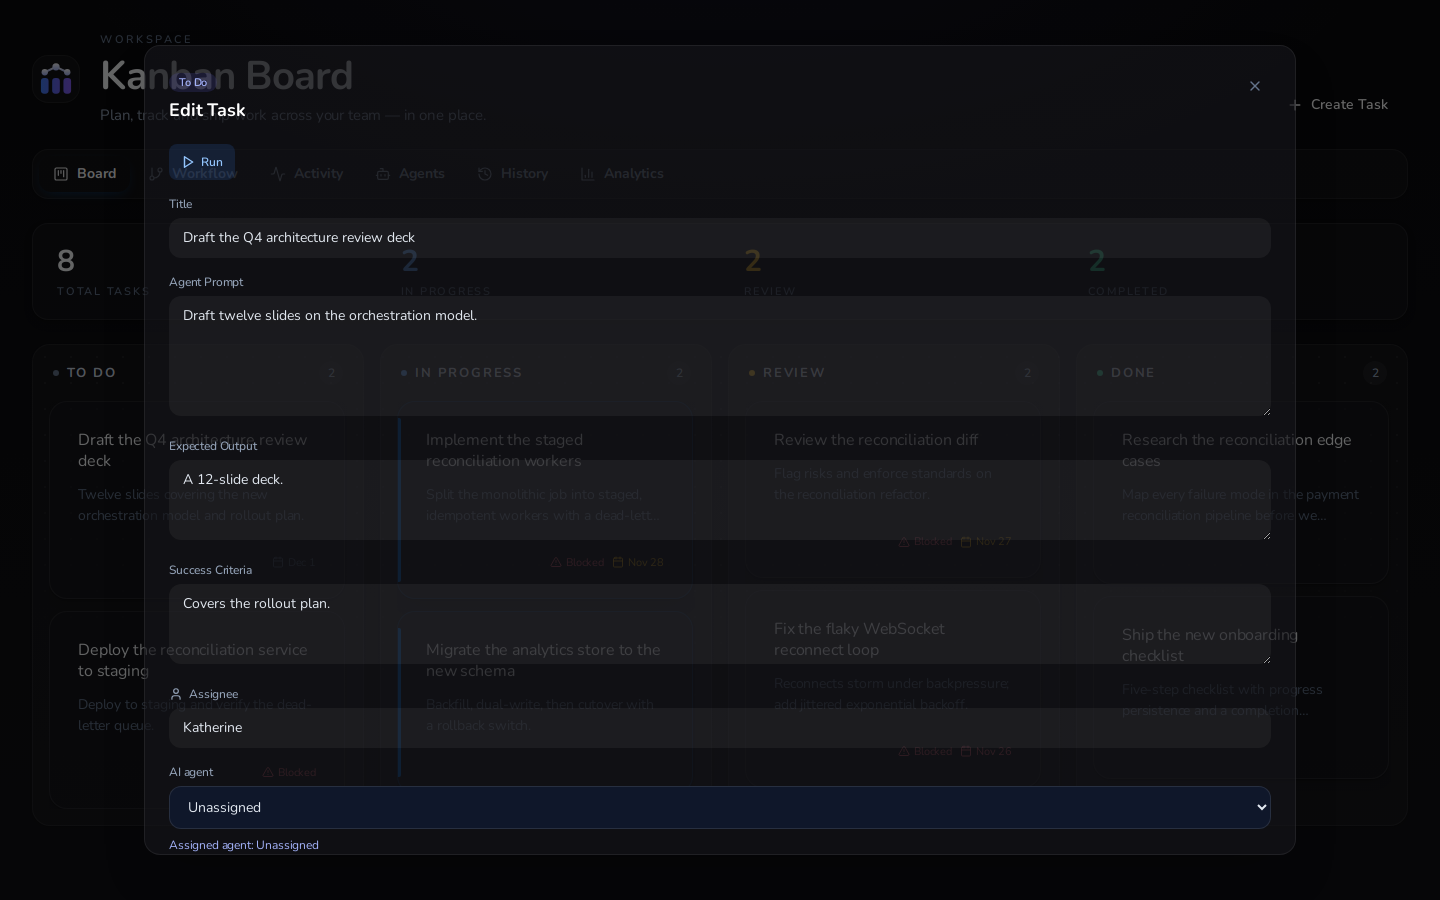 WORKSPACE
Kanban Board
Plan, track and ship work across your team — in one place.
Create Task
Board
Workflow
Activity
Agents
History
Analytics
8
TOTAL TASKS
2
IN PROGRESS
2
REVIEW
2
COMPLETED
To Do
Edit Task
Run
Title
Draft the Q4 architecture review deck
Agent Prompt
Draft twelve slides on the orchestration model.
Expected Output
A 12-slide deck.
Success Criteria
Covers the rollout plan.
Assignee
Katherine
AI agent
Unassigned
Assigned agent: Unassigned
TO DO
2
Draft the Q4 architecture review
deck
Twelve slides covering the new
orchestration model and rollout plan.
Dec 1
Deploy the reconciliation service
to staging
Deploy to staging and verify the dead-
letter queue.
Blocked
IN PROGRESS
2
Implement the staged
reconciliation workers
Split the monolithic job into staged,
idempotent workers with a dead-lett...
Blocked
Nov 28
Migrate the analytics store to the
new schema
Backfill, dual-write, then cutover with
a rollback switch.
REVIEW
2
Review the reconciliation diff
Flag risks and enforce standards on
the reconciliation refactor.
Blocked
Nov 27
Fix the flaky WebSocket
reconnect loop
Reconnects storm under backpressure;
add jittered exponential backoff.
Blocked
Nov 26
DONE
2
Research the reconciliation edge
cases
Map every failure mode in the payment
reconciliation pipeline before we...
Ship the new onboarding
checklist
Five-step checklist with progress
persistence and a completion...